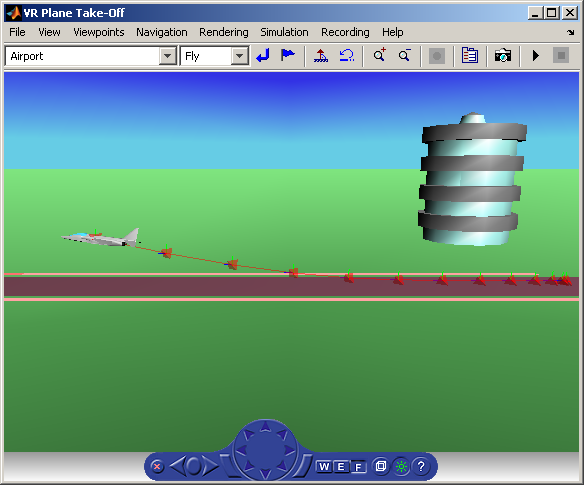 VR Plane Take-Off
File View Viewpoints Navigation Rendering Simulation Recording Help
Airport Fly
W E F ?